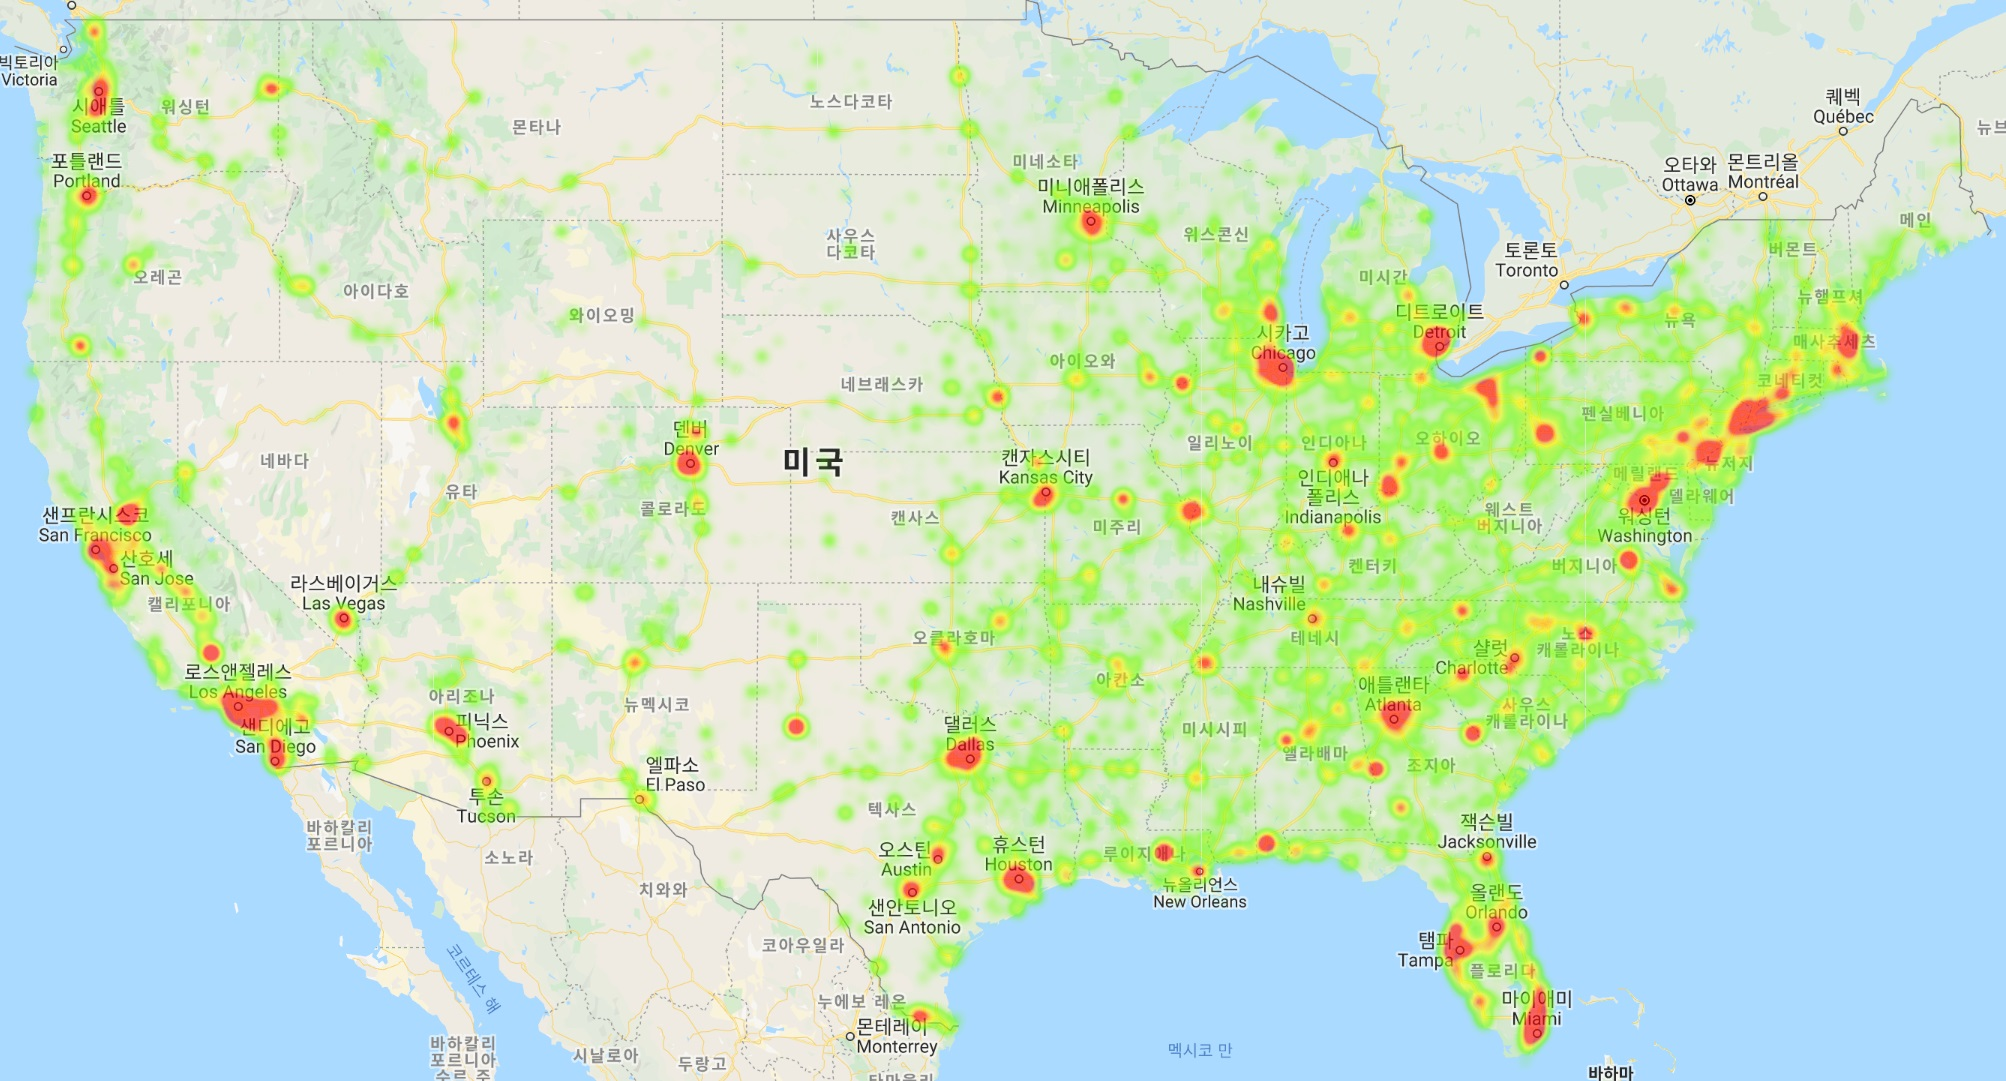 빅토리아
Victoria
시애틀
Seattle
워싱턴
몬타나
노스다코타
미네소타
퀘벡
Québec
오타와
Ottawa
몬트리올
Montréal
포틀랜드
Portland
미니애폴리스
Minneapolis
위스콘신
메인
오레곤
아이다호
사우스
다코타
미시간
토론토
Toronto
버몬트
뉴햄프셔
와이오밍
디트로이트
Detroit
뉴욕
매사추세츠
시카고
Chicago
아이오와
네브래스카
코네티컷
펜실베니아
네바다
유타
덴버
Denver
콜로라도
미국
캔자스시티
Kansas City
캔사스
미주리
일리노이
인디아나
오하이오
인디애나
폴리스
Indianapolis
뉴저지
메릴랜드
델라웨어
웨스트
버지니아
워싱턴
Washington
샌프란시스코
San Francisco
산호세
San Jose
캘리포니아
라스베이거스
Las Vegas
켄터키
버지니아
내슈빌
Nashville
테네시
오클라호마
아칸소
샬럿
Charlotte
노스
캐롤라이나
로스앤젤레스
Los Angeles
샌디에고
San Diego
아리조나
피닉스
Phoenix
뉴멕시코
애틀랜타
Atlanta
사우스
캐롤라이나
댈러스
Dallas
미시시피
앨라배마
조지아
엘파소
El Paso
투손
Tucson
텍사스
바하칼리
포르니아
소노라
치와와
오스틴
Austin
휴스턴
Houston
루이지애나
뉴올리언스
New Orleans
잭슨빌
Jacksonville
샌안토니오
San Antonio
올랜도
Orlando
탬파
Tampa
플로리다
코르테스 해
코아우일라
누에보 레온
마이애미
Miami
몬테레이
Monterrey
멕시코 만
바하칼리
포르니아
시날로아
두랑고
바하마